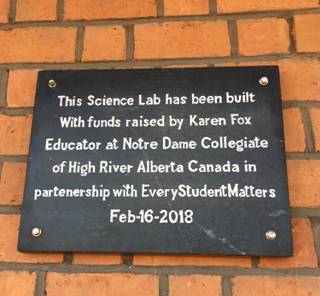 This Science Lab has been built
With funds raised by Karen Fox
Educator at Notre Dame Collegiate
of High River Alberta Canada in
partenership with EveryStudentMatters
Feb-16-2018